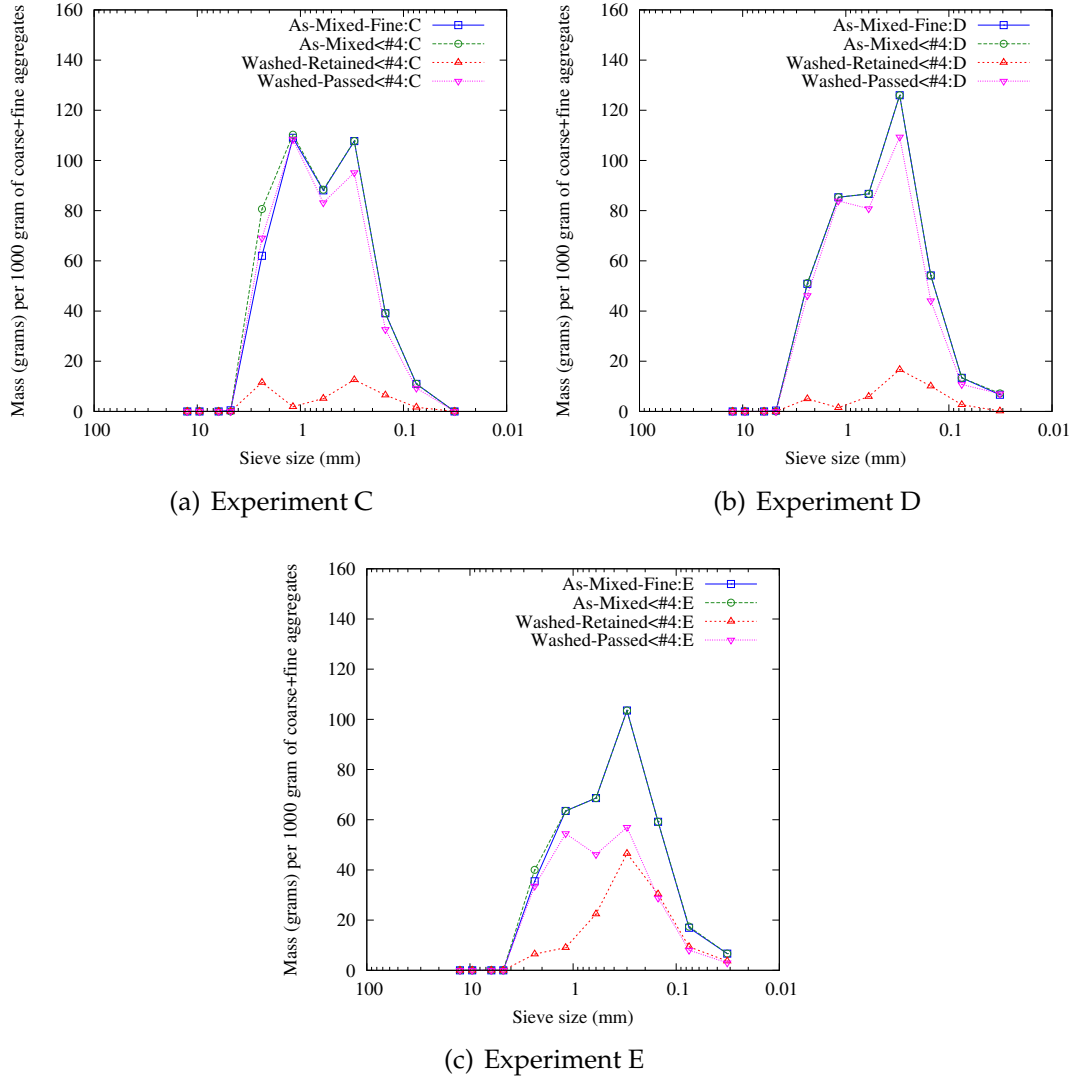 160
140
120
100
80
60
40
20
0
100
10
1
0.1
0.01
Mass (grams) per 1000 gram of coarse+fine aggregates
Sieve size (mm)
As-Mixed-Fine:C
As-Mixed<#4:C
Washed-Retained<#4:C
Washed-Passed<#4:C
(a) Experiment C
160
140
120
100
80
60
40
20
0
100
10
1
0.1
0.01
Mass (grams) per 1000 gram of coarse+fine aggregates
Sieve size (mm)
As-Mixed-Fine:D
As-Mixed<#4:D
Washed-Retained<#4:D
Washed-Passed<#4:D
(b) Experiment D
160
140
120
100
80
60
40
20
0
100
10
1
0.1
0.01
Mass (grams) per 1000 gram of coarse+fine aggregates
Sieve size (mm)
As-Mixed-Fine:E
As-Mixed<#4:E
Washed-Retained<#4:E
Washed-Passed<#4:E
(c) Experiment E